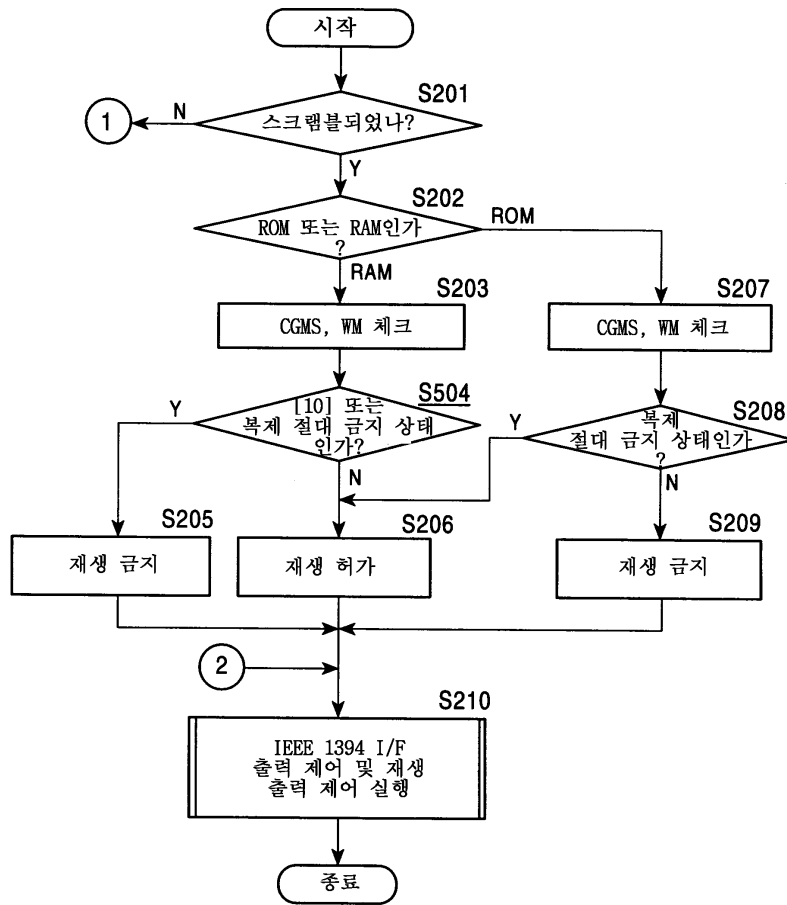 시작
S201
N
1
스크램블되었나?
Y
S202
ROM
ROM 또는 RAM인가
?
RAM
S203
S207
CGMS, WM 체크
CGMS, WM 체크
S504
S208
Y
[10] 또는
복제 절대 금지 상태
인가?
Y
복제
절대 금지 상태인가
?
N
N
S205
S206
S209
재생 금지
재생 허가
재생 금지
2
S210
IEEE 1394 I/F
출력 제어 및 재생
출력 제어 실행
종료